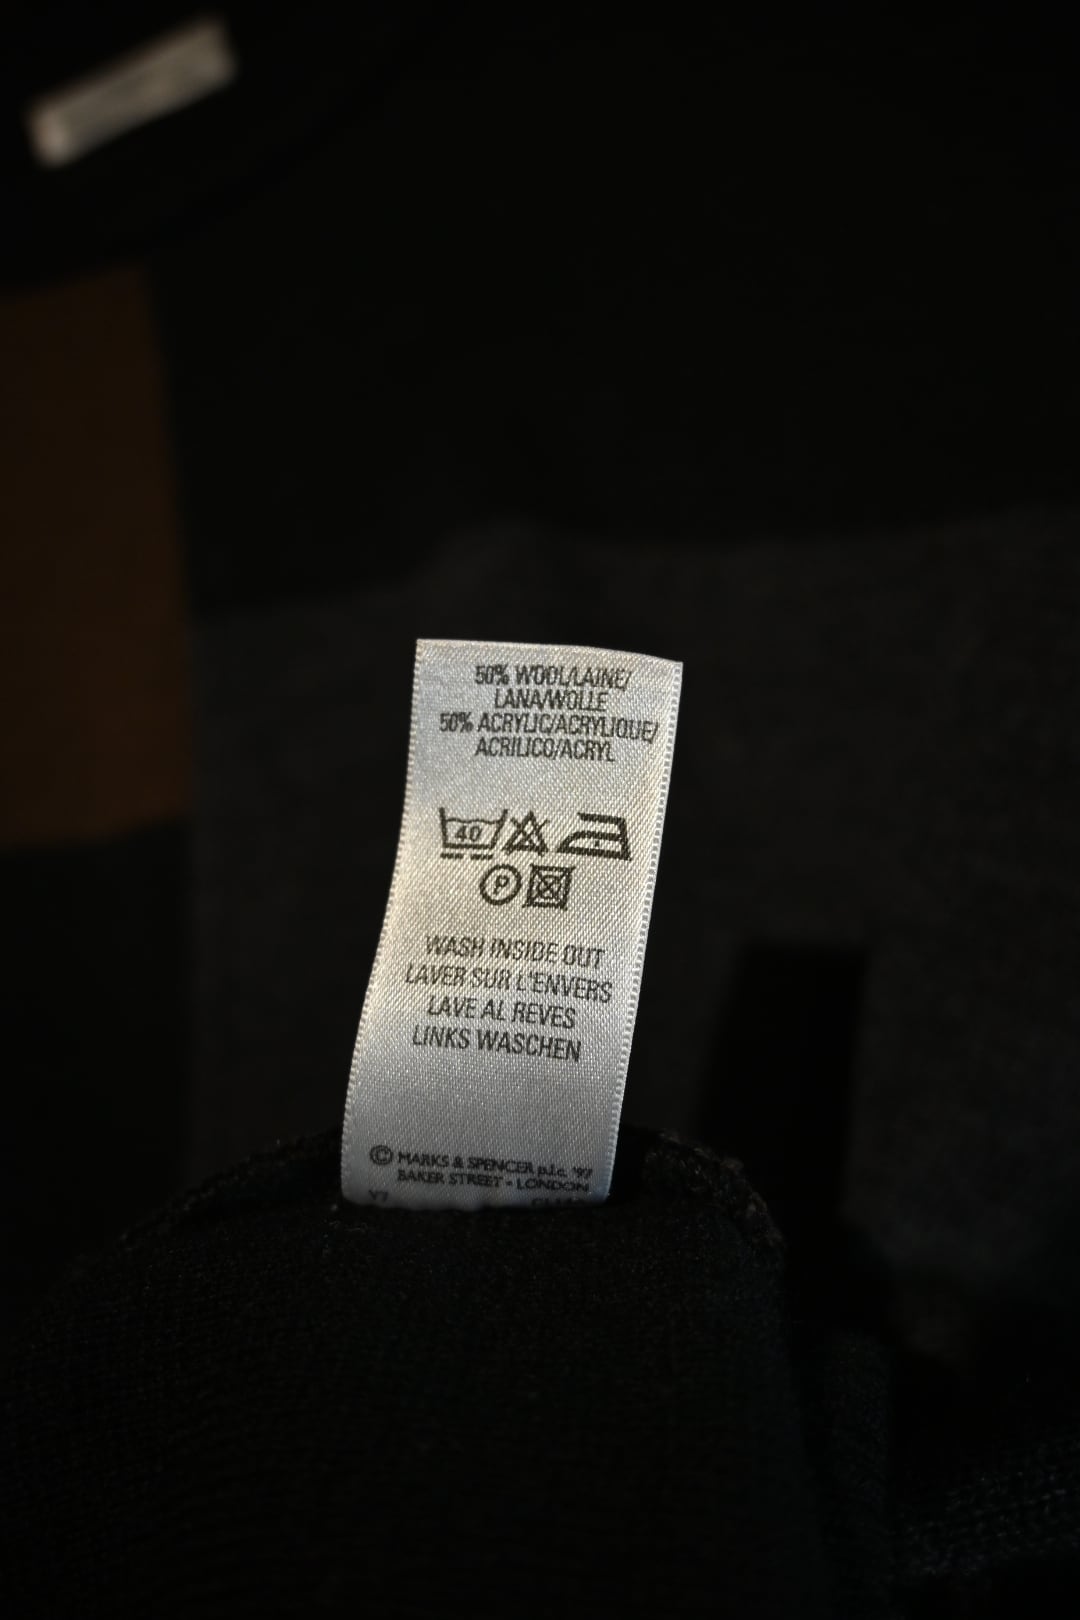 50% WOOL/LAINE/
LANA/WOLLE
50% ACRYLIC/ACRYLIQUE/
ACRILICO/ACRYL
40
P
WASH INSIDE OUT
LAVER SUR L'ENVERS
LAVE AL REVES
LINKS WASCHEN
© MARKS & SPENCER p.l.c. '97
BAKER STREET - LONDON